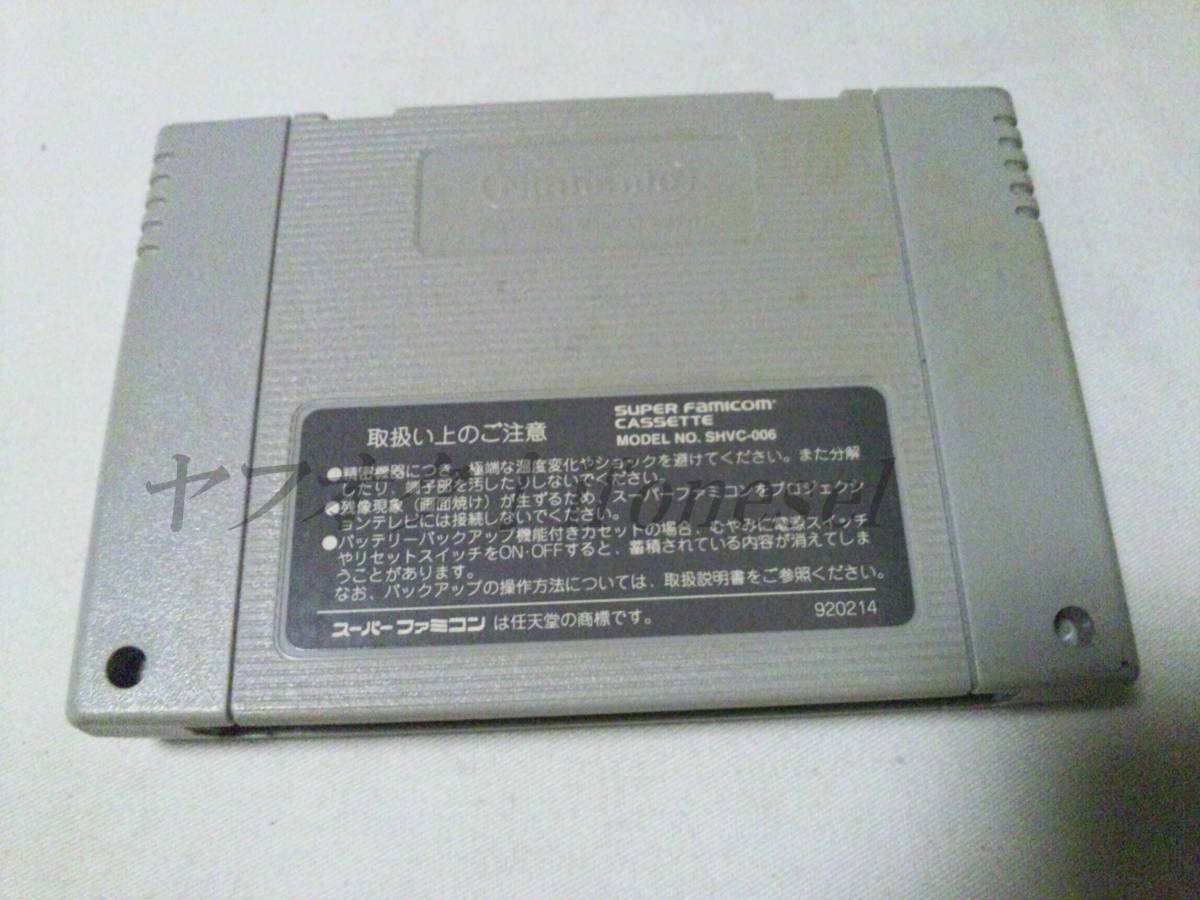 Nintendo
SUPER FAMICOM
CASSETTE
MODEL NO. SHVC-006
取扱い上のご注意
●精密機器につき、極端な温度変化やショックを避けてください。また分解
したり、端子部を汚したりしないでください。
●残像現象(画面焼け)が生ずるため、スーパーファミコンをプロジェクシ
ョンテレビには接続しないでください。
●バッテリーバックアップ機能付きカセットの場合、むやみに電源スイッチ
やリセットスイッチをON・OFFすると、蓄積されている内容が消えてしま
うことがあります。
なお、バックアップの操作方法については、取扱説明書をご参照ください。
スーパーファミコン は任天堂の商標です。
920214